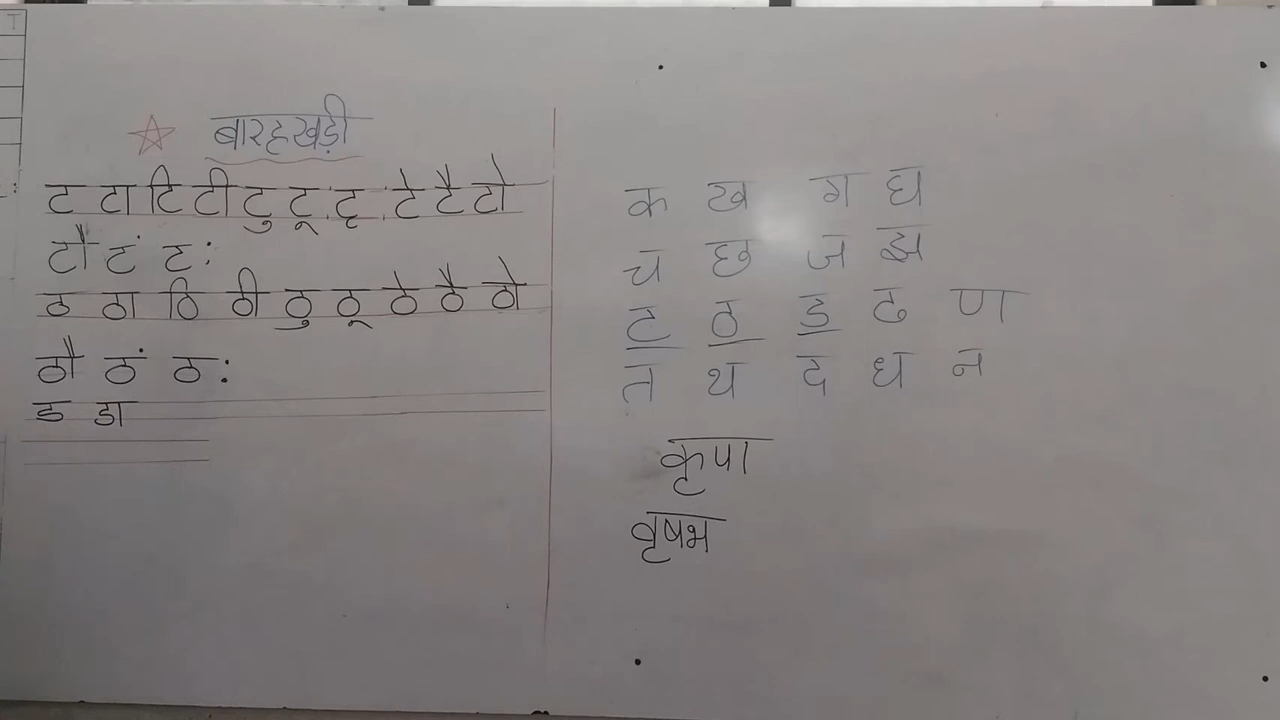 बारहखड़ी
ट टा टि टी टु टू टृ टे टै टो
टौ टं ट:
ठ ठा ठि ठी ठु ठू ठे ठै ठो
ठौ ठं ठ:
ड डा
क ख ग घ
च छ ज झ
ट ठ ड ढ ण
त थ द ध न
कृपा
वृषभ